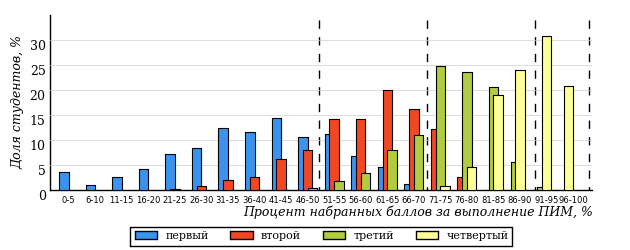 Доля студентов, %
30
25
20
15
10
5
0
0-5 6-10 11-15 16-20 21-25 26-30 31-35 36-40 41-45 46-50 51-55 56-60 61-65 66-70 71-75 76-80 81-85 86-90 91-95 96-100
Процент набранных баллов за выполнение ПИМ, %
первый второй третий четвертый